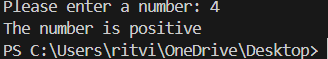 Please enter a number: 4
The number is positive
PS C:\Users\ritvi\OneDrive\Desktop>